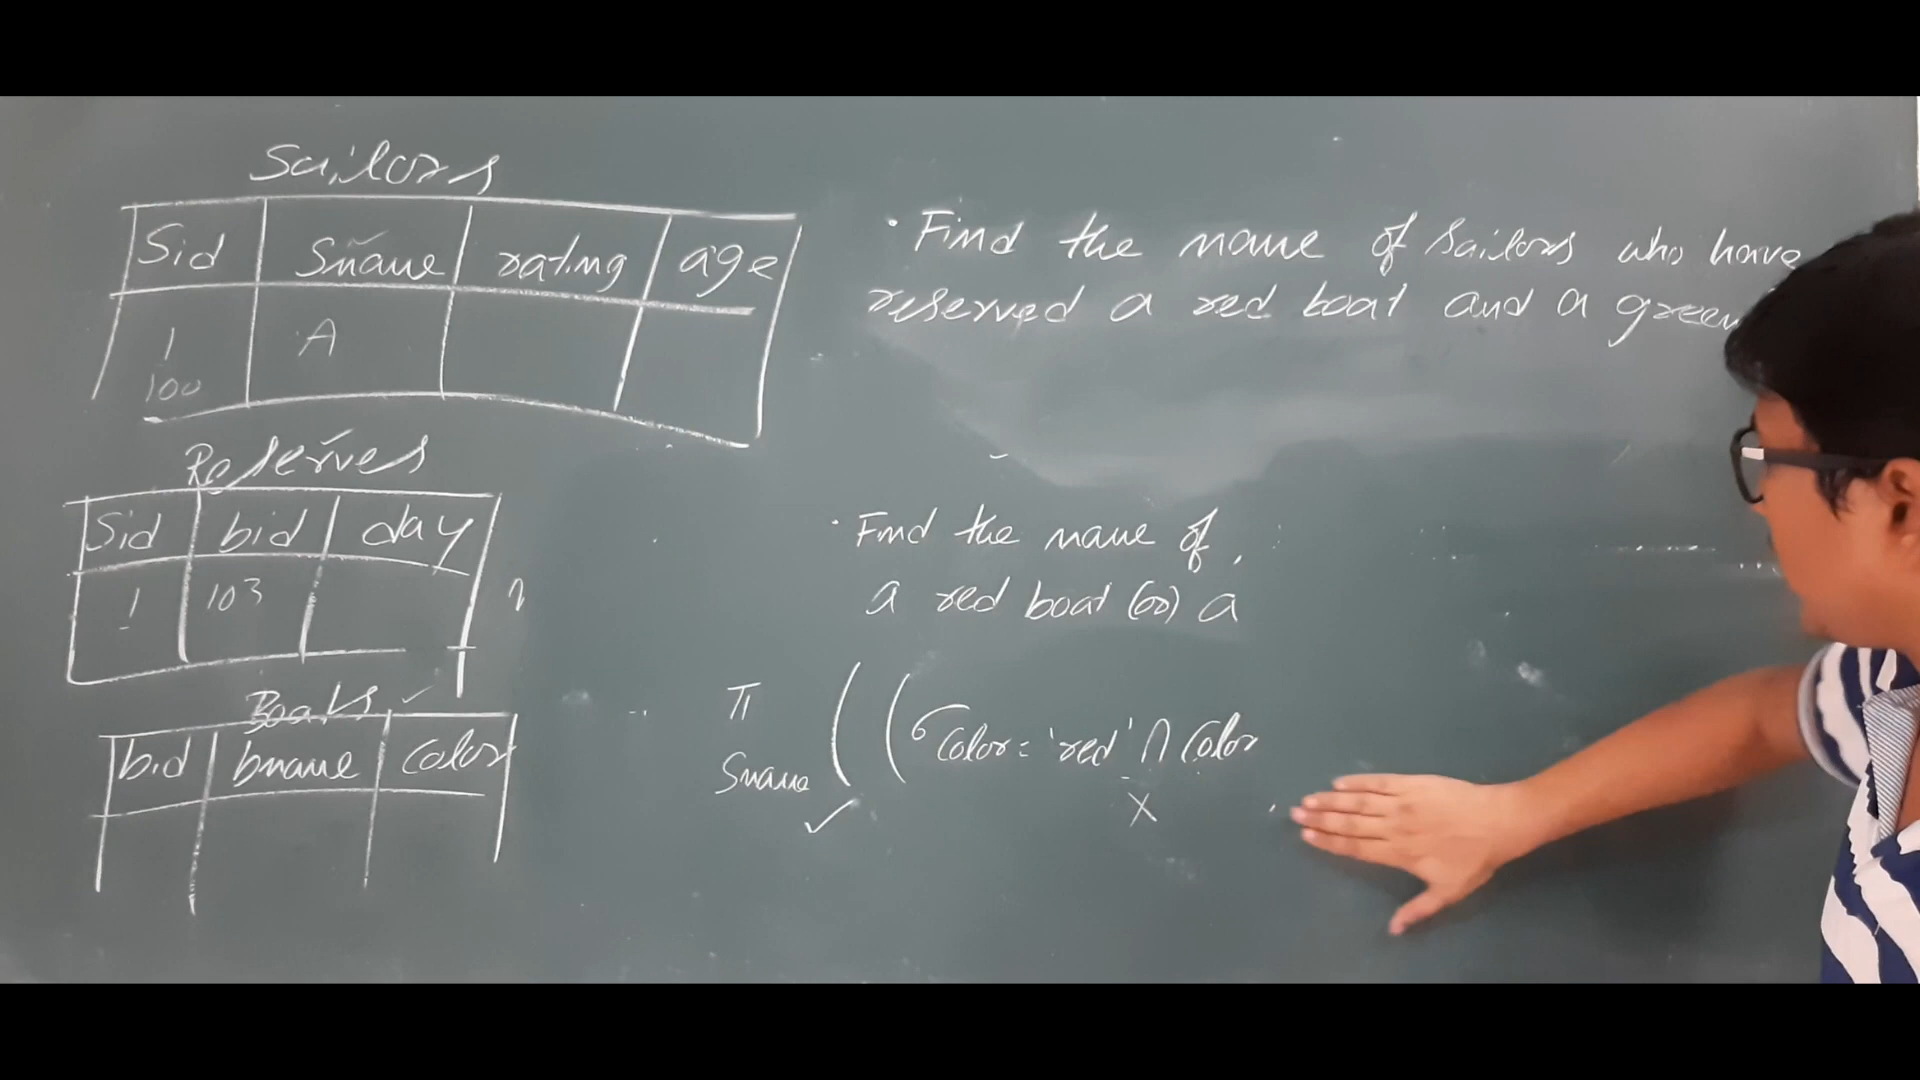 Sailors
Sid Sname rating age
1 A
100
Reserves
Sid bid day
1 103
Boats
bid bname color
• Find the name of sailors who have
reserved a red boat and a green
• Find the name of
a red boat (or) a
π Sname ((σ Color = 'red' ∩ Color
✓ X